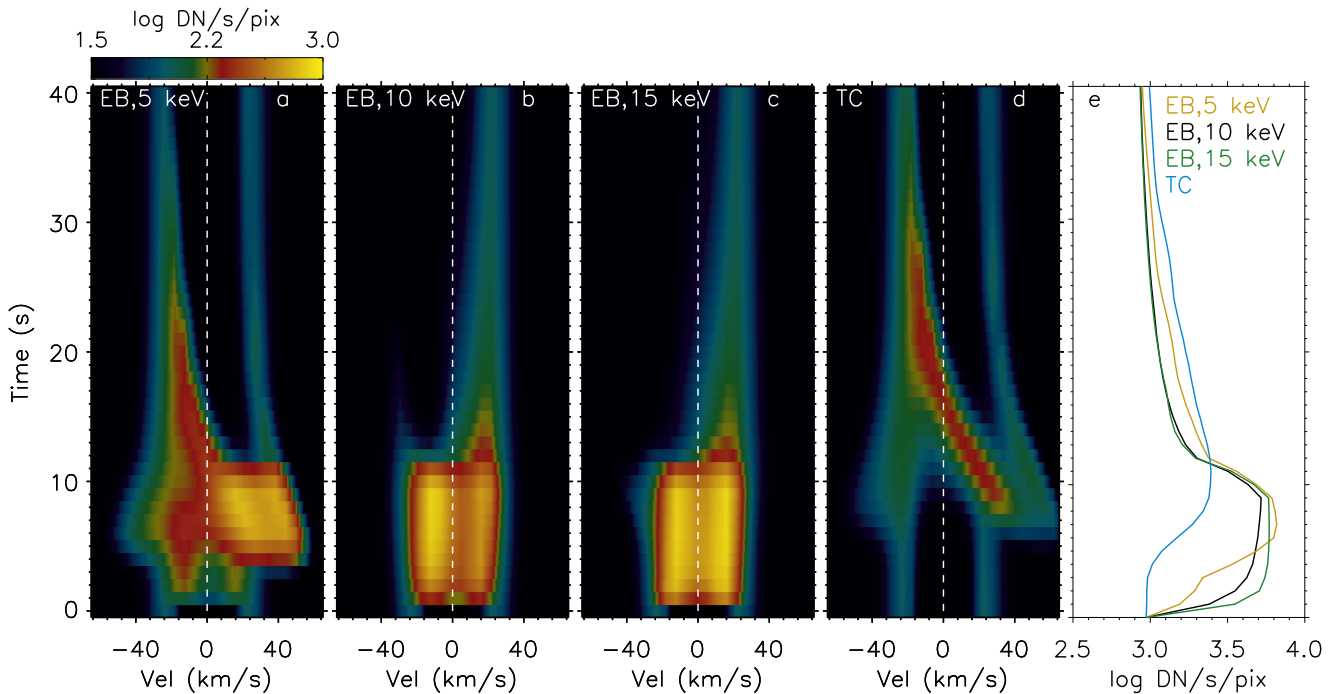 log DN/s/pix
1.5 2.2 3.0
EB,5 keV a
EB,10 keV b
EB,15 keV c
TC d
e
EB,5 keV
EB,10 keV
EB,15 keV
TC
Time (s)
40
30
20
10
0
−40 0 40
−40 0 40
−40 0 40
−40 0 40
2.5 3.0 3.5 4.0
Vel (km/s)
Vel (km/s)
Vel (km/s)
Vel (km/s)
log DN/s/pix